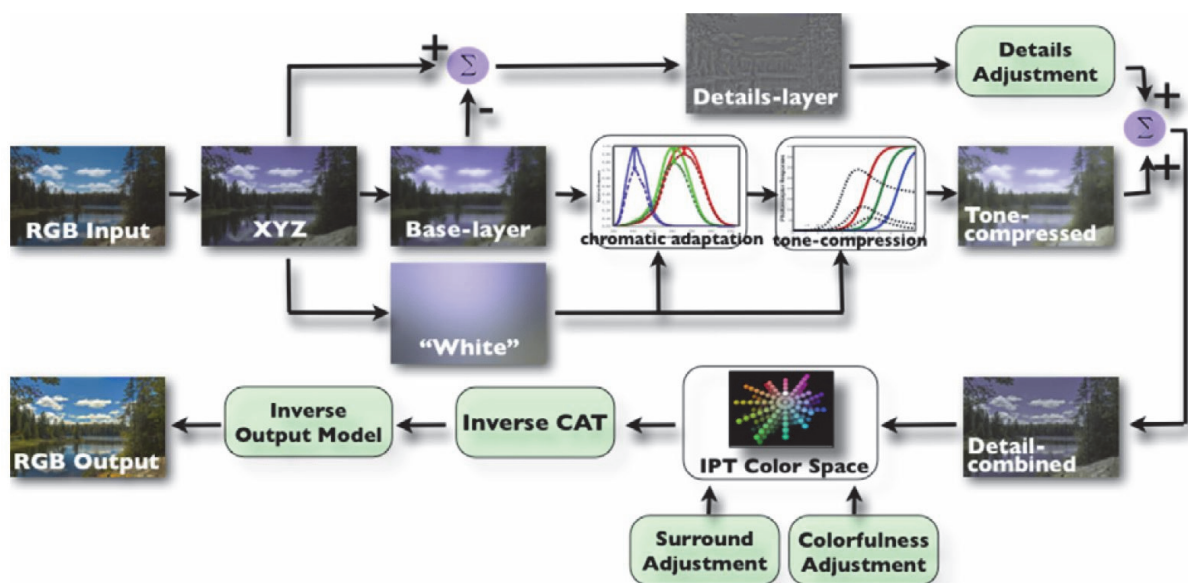 +
Σ
-
Details-layer
Details
Adjustment
+
Σ
+
RGB Input
XYZ
Base-layer
chromatic adaptation
tone-compression
Tone-
compressed
"White"
RGB Output
Inverse
Output Model
Inverse CAT
IPT Color Space
Detail-
combined
Surround
Adjustment
Colorfulness
Adjustment